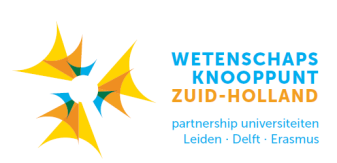 WETENSCHAPS
KNOOPPUNT
ZUID-HOLLAND
partnership universiteiten
Leiden · Delft · Erasmus